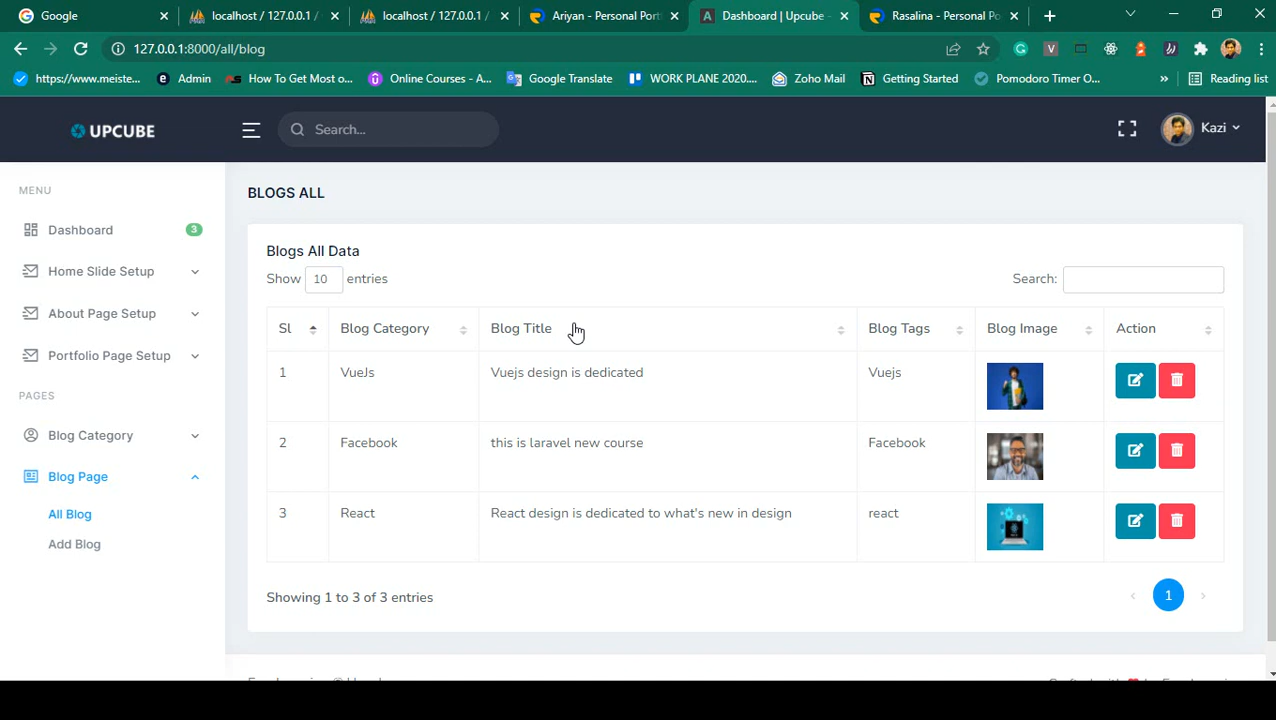 Google
localhost / 127.0.0.1 /
localhost / 127.0.0.1 /
Ariyan - Personal Port
Dashboard | Upcube -
Rasalina - Personal Po
127.0.0.1:8000/all/blog
https://www.meiste...
Admin
How To Get Most o...
Online Courses - A...
Google Translate
WORK PLANE 2020....
Zoho Mail
Getting Started
Pomodoro Timer O...
»
Reading list
UPCUBE
Search...
Kazi
MENU
Dashboard
3
Home Slide Setup
About Page Setup
Portfolio Page Setup
PAGES
Blog Category
Blog Page
All Blog
Add Blog
BLOGS ALL
Blogs All Data
Show 10 entries
Search:
Sl Blog Category Blog Title Blog Tags Blog Image Action
1 VueJs Vuejs design is dedicated Vuejs
2 Facebook this is laravel new course Facebook
3 React React design is dedicated to what's new in design react
Showing 1 to 3 of 3 entries
1